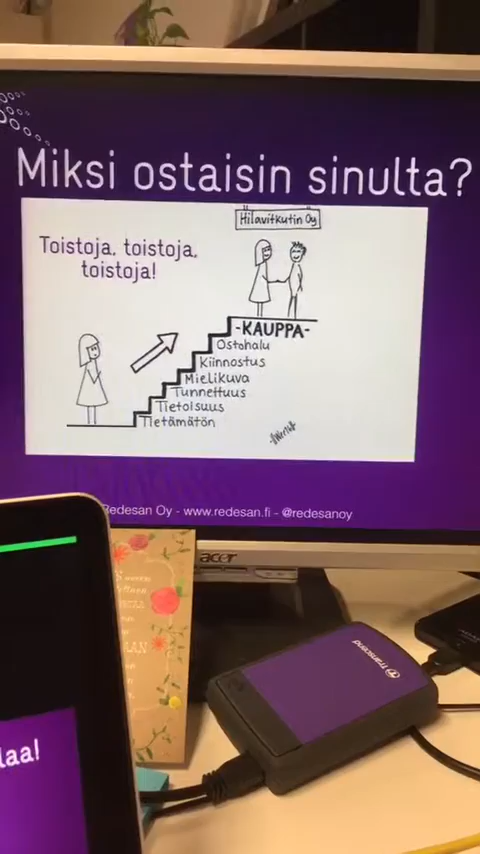 Miksi ostaisin sinulta?
Hilavitkutin Oy
Toistoja, toistoja,
toistoja!
-KAUPPA-
Ostohalu
Kiinnostus
Mielikuva
Tunnettuus
Tietoisuus
Tietämätön
Redesan Oy - www.redesan.fi - @redesanoy
acer
Transcend
laa!